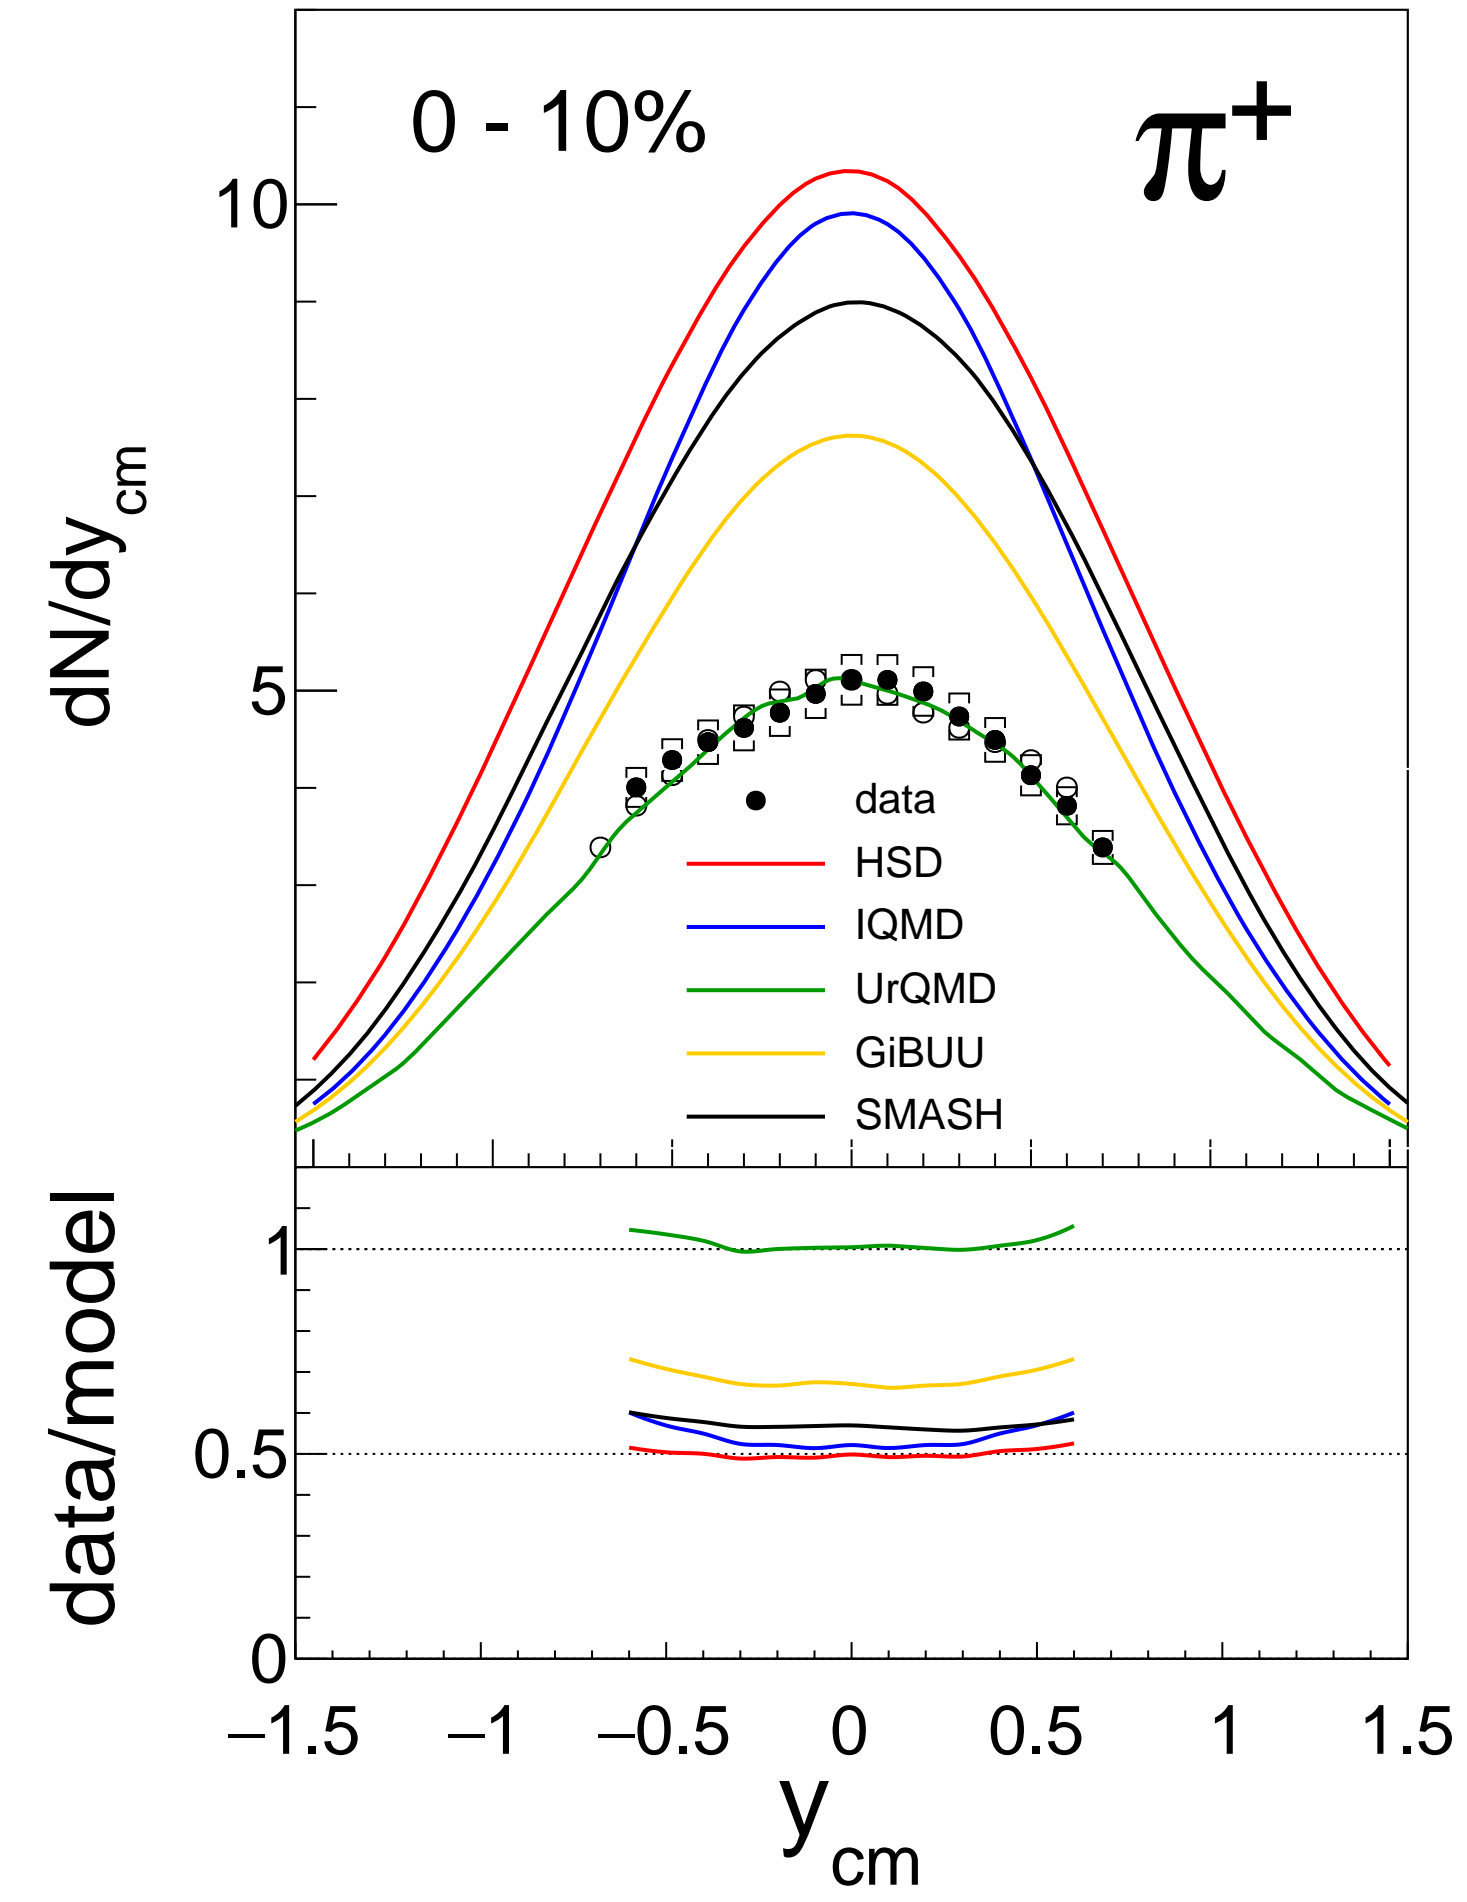 0 - 10%
π+
10
5
dN/dycm
data
HSD
IQMD
UrQMD
GiBUU
SMASH
1
0.5
0
data/model
−1.5 −1 −0.5 0 0.5 1 1.5
ycm